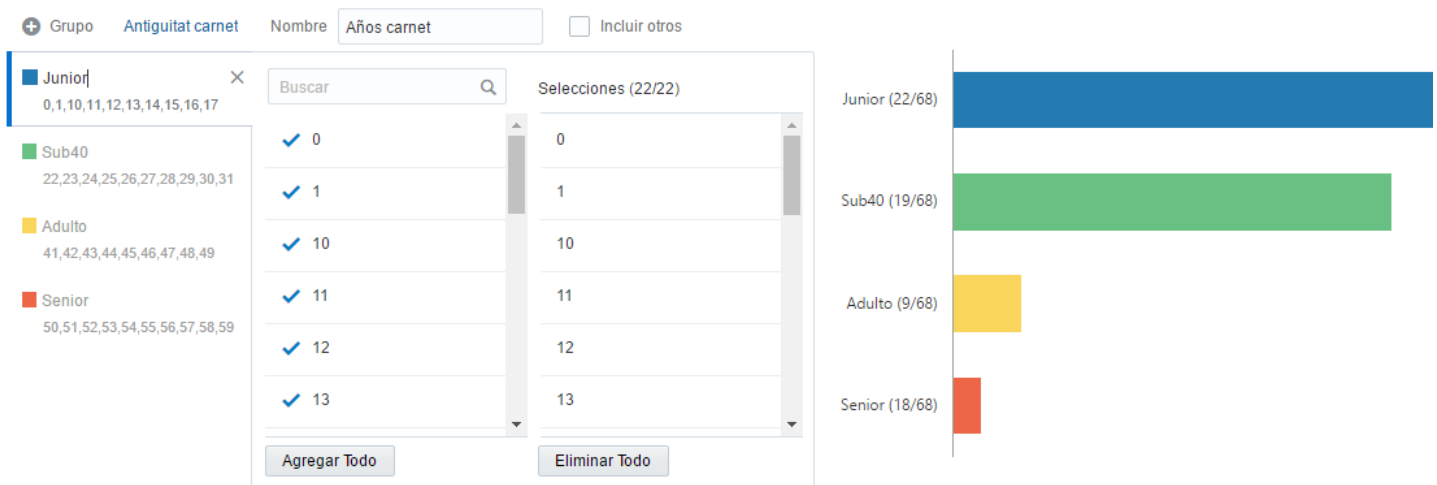 Grupo Antiguitat carnet Nombre Años carnet Incluir otros
Junior
0,1,10,11,12,13,14,15,16,17
Sub40
22,23,24,25,26,27,28,29,30,31
Adulto
41,42,43,44,45,46,47,48,49
Senior
50,51,52,53,54,55,56,57,58,59
Buscar
0
1
10
11
12
13
Agregar Todo
Selecciones (22/22)
0
1
10
11
12
13
Eliminar Todo
Junior (22/68)
Sub40 (19/68)
Adulto (9/68)
Senior (18/68)